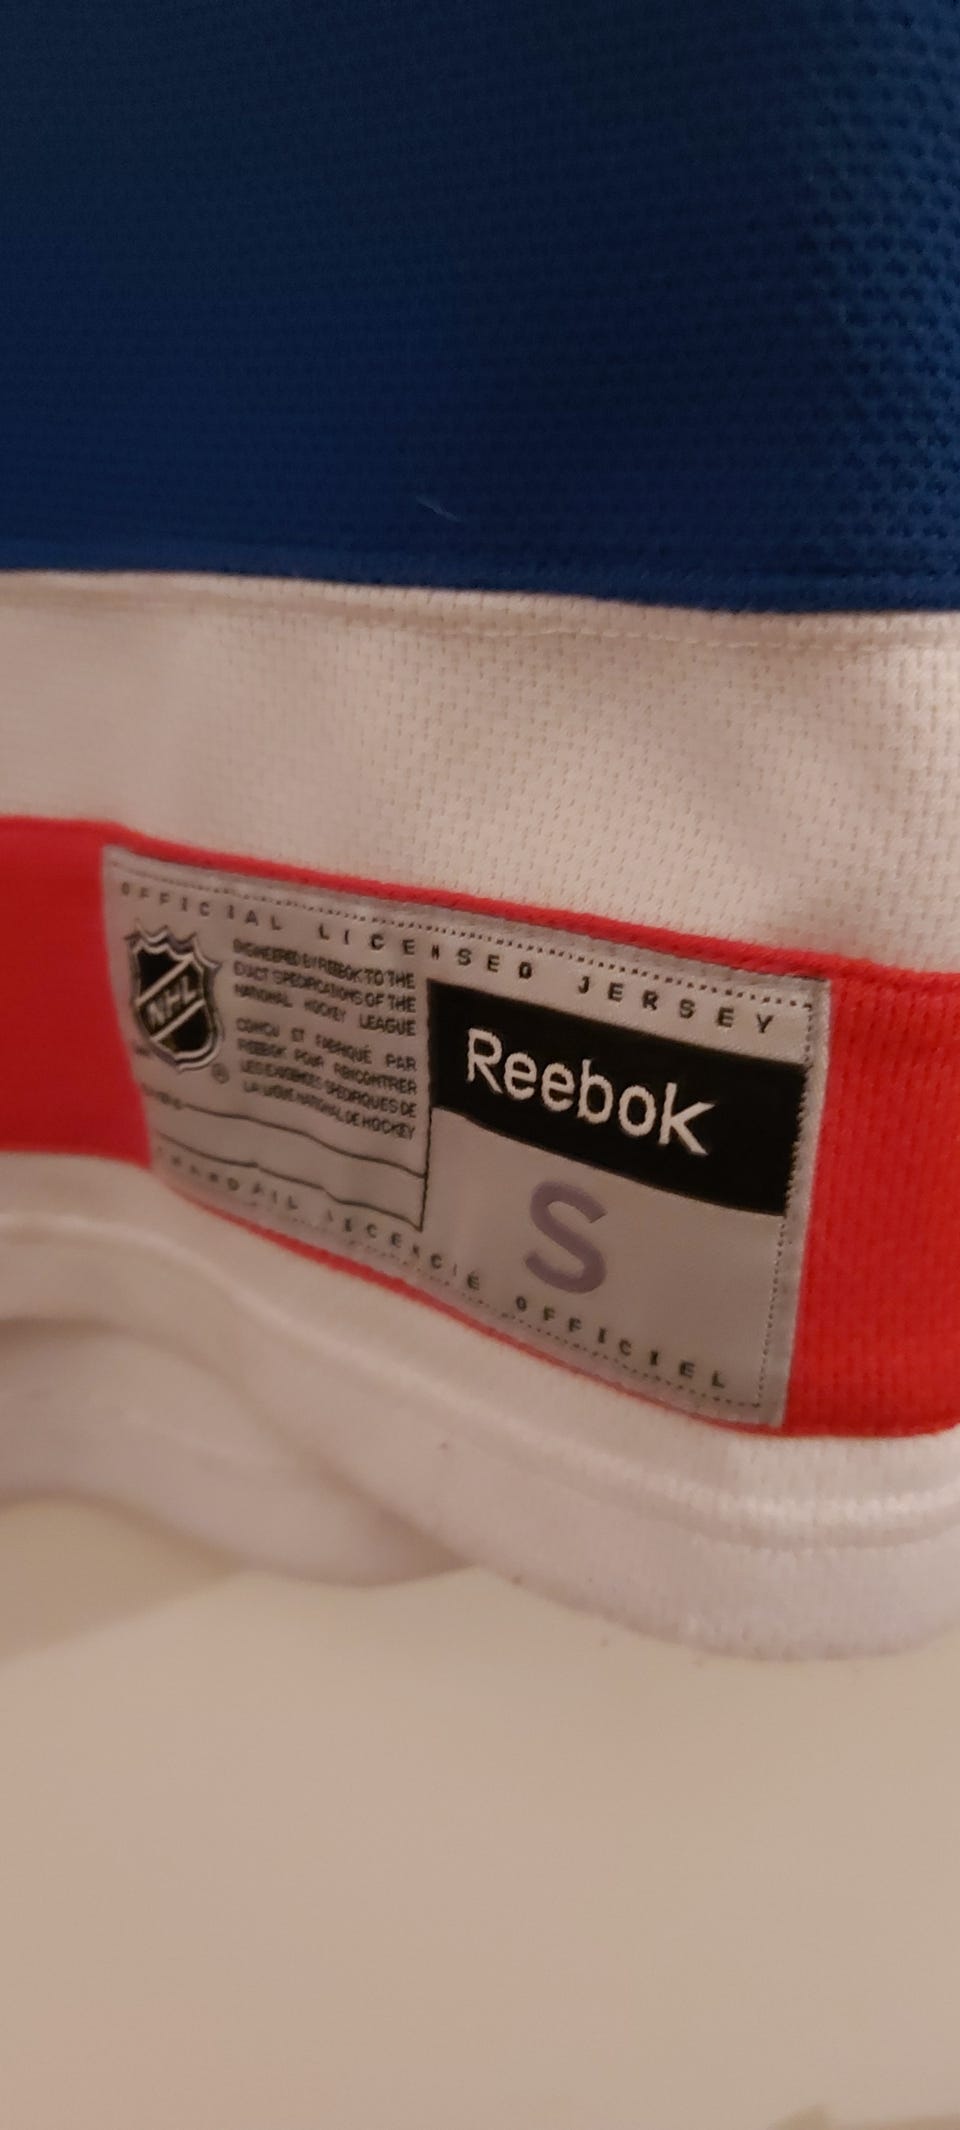 OFFICIAL LICENSED JERSEY
NHL
®
ENGINEERED BY REEBOK TO THE
EXACT SPECIFICATIONS OF THE
NATIONAL HOCKEY LEAGUE
CONÇU ET FABRIQUÉ PAR
REEBOK POUR RENCONTRER
LES EXIGENCES SPÉCIFIQUES DE
LA LIGUE NATIONAL DE HOCKEY
Reebok
S
LICENCIÉ OFFICIEL